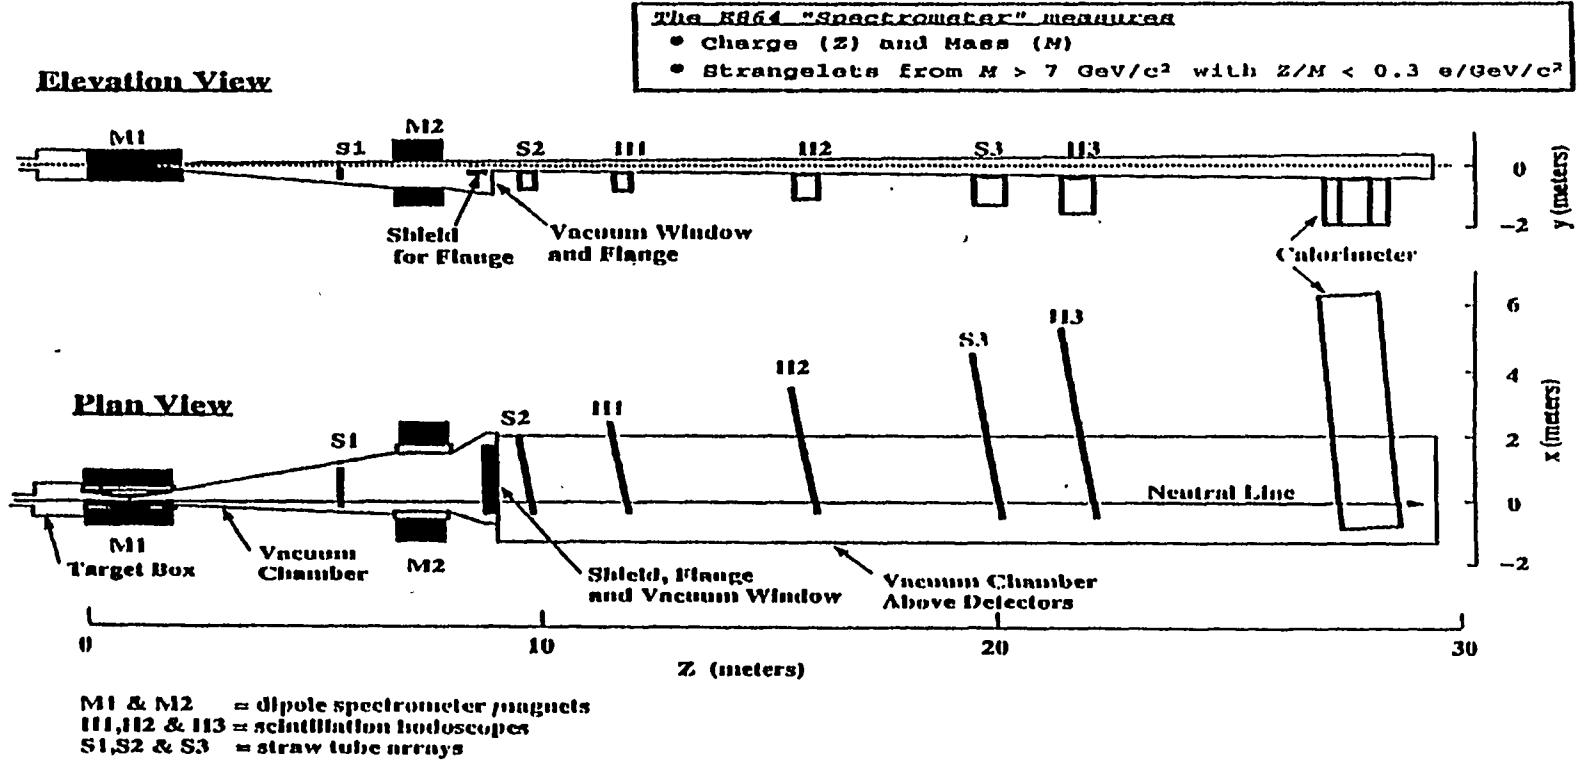 The E864 "Spectrometer" measures
• Charge (Z) and Mass (M)
• Strangelets from M > 7 GeV/c² with Z/M < 0.3 e/GeV/c²
Elevation View
M1
S1
M2
S2
H1
H2
S3
H3
0
-2
y (meters)
Shield
for Flange
Vacuum Window
and Flange
Calorimeter
6
4
2
0
-2
x (meters)
Plan View
S1
S2
H1
H2
S3
H3
Neutral Line
M1
M2
Target Box
Vacuum
Chamber
Shield, Flange
and Vacuum Window
Vacuum Chamber
Above Detectors
0
10
20
30
Z (meters)
M1 & M2 = dipole spectrometer magnets
H1,H2 & H3 = scintillation hodoscopes
S1,S2 & S3 = straw tube arrays